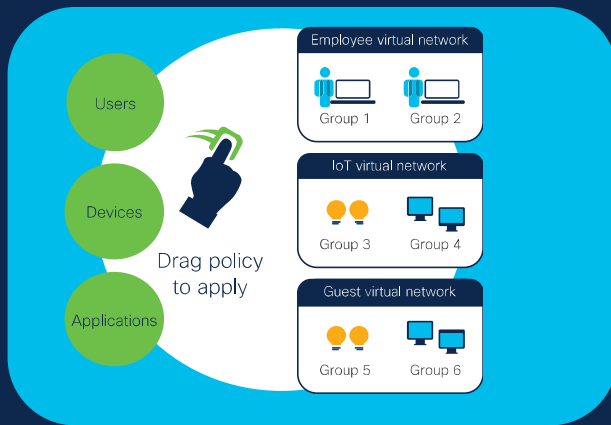 Users
Devices
Applications
Drag policy
to apply
Employee virtual network
Group 1
Group 2
IoT virtual network
Group 3
Group 4
Guest virtual network
Group 5
Group 6